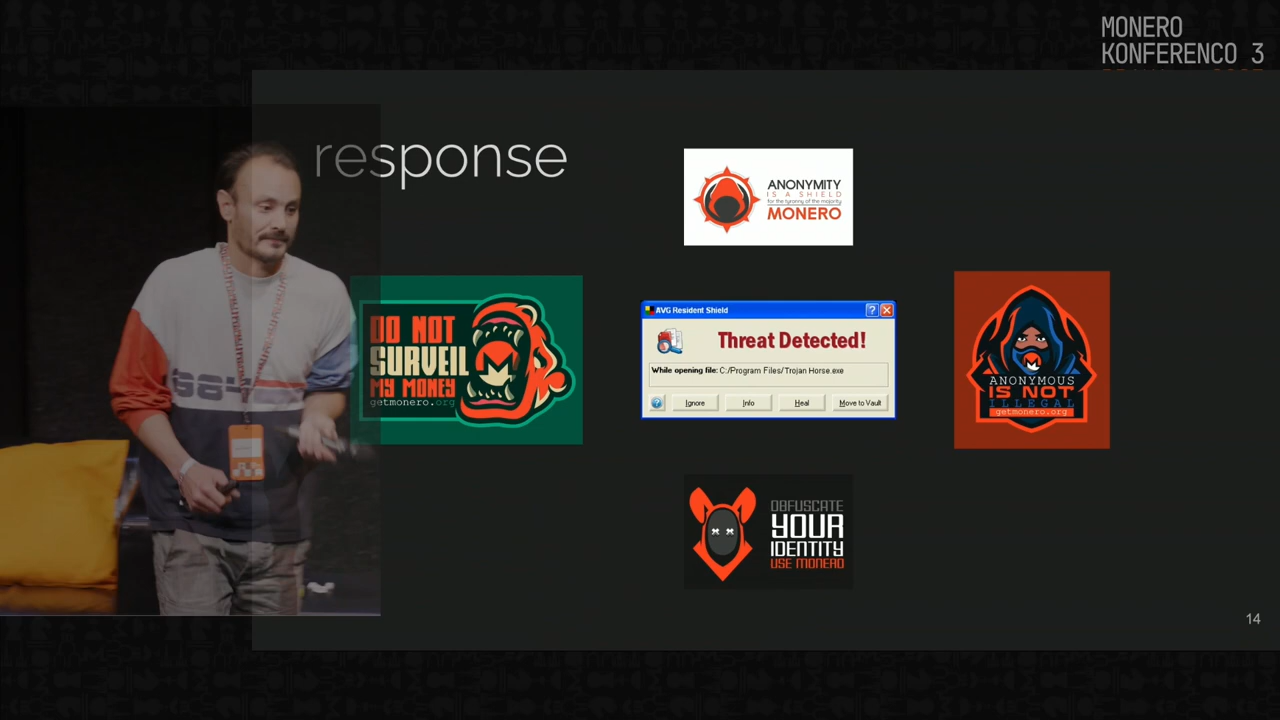 MONERO
KONFERENCO 3
response
ANONYMITY
IS A SHIELD
for the tyranny of the majority
MONERO
DO NOT
SURVEIL
MY MONEY
getmonero.org
AVG Resident Shield
Threat Detected!
While opening file: C:/Program Files/Trojan Horse.exe
Ignore
Info
Heal
Move to Vault
ANONYMOUS
IS NOT
ILLEGAL
getmonero.org
OBFUSCATE
YOUR
IDENTITY
USE MONERO
14